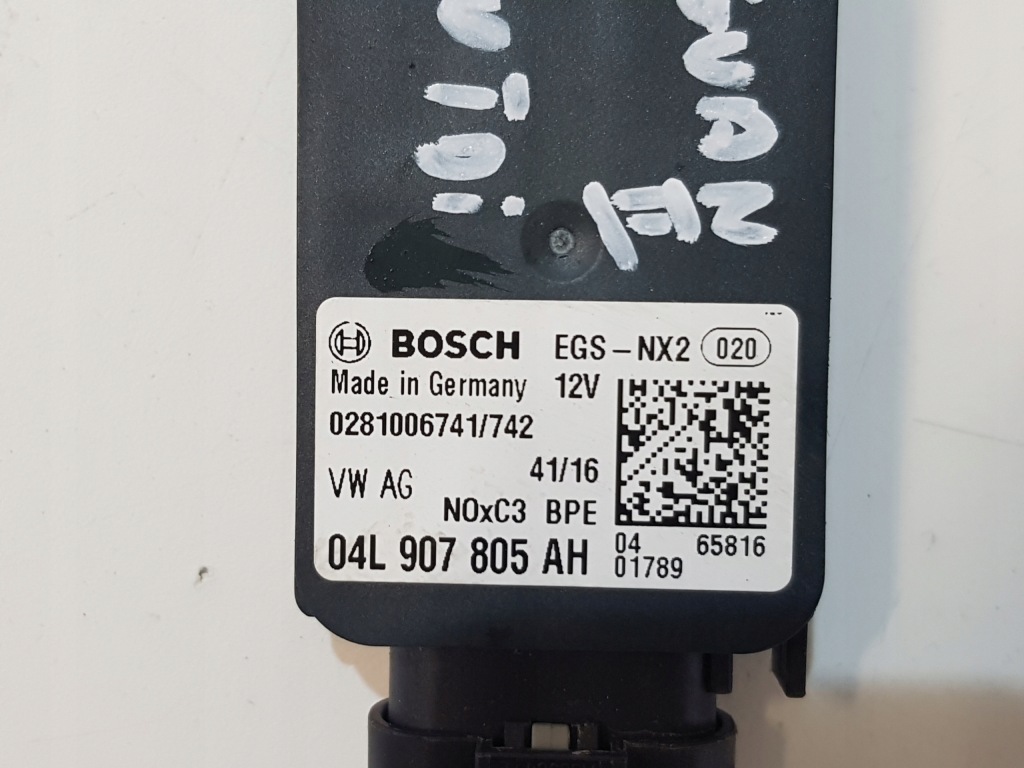 TDi
BOSCH EGS-NX2 020
Made in Germany 12V
0281006741/742
41/16
VW AG
NOxC3 BPE
04L 907 805 AH
04 65816
01789